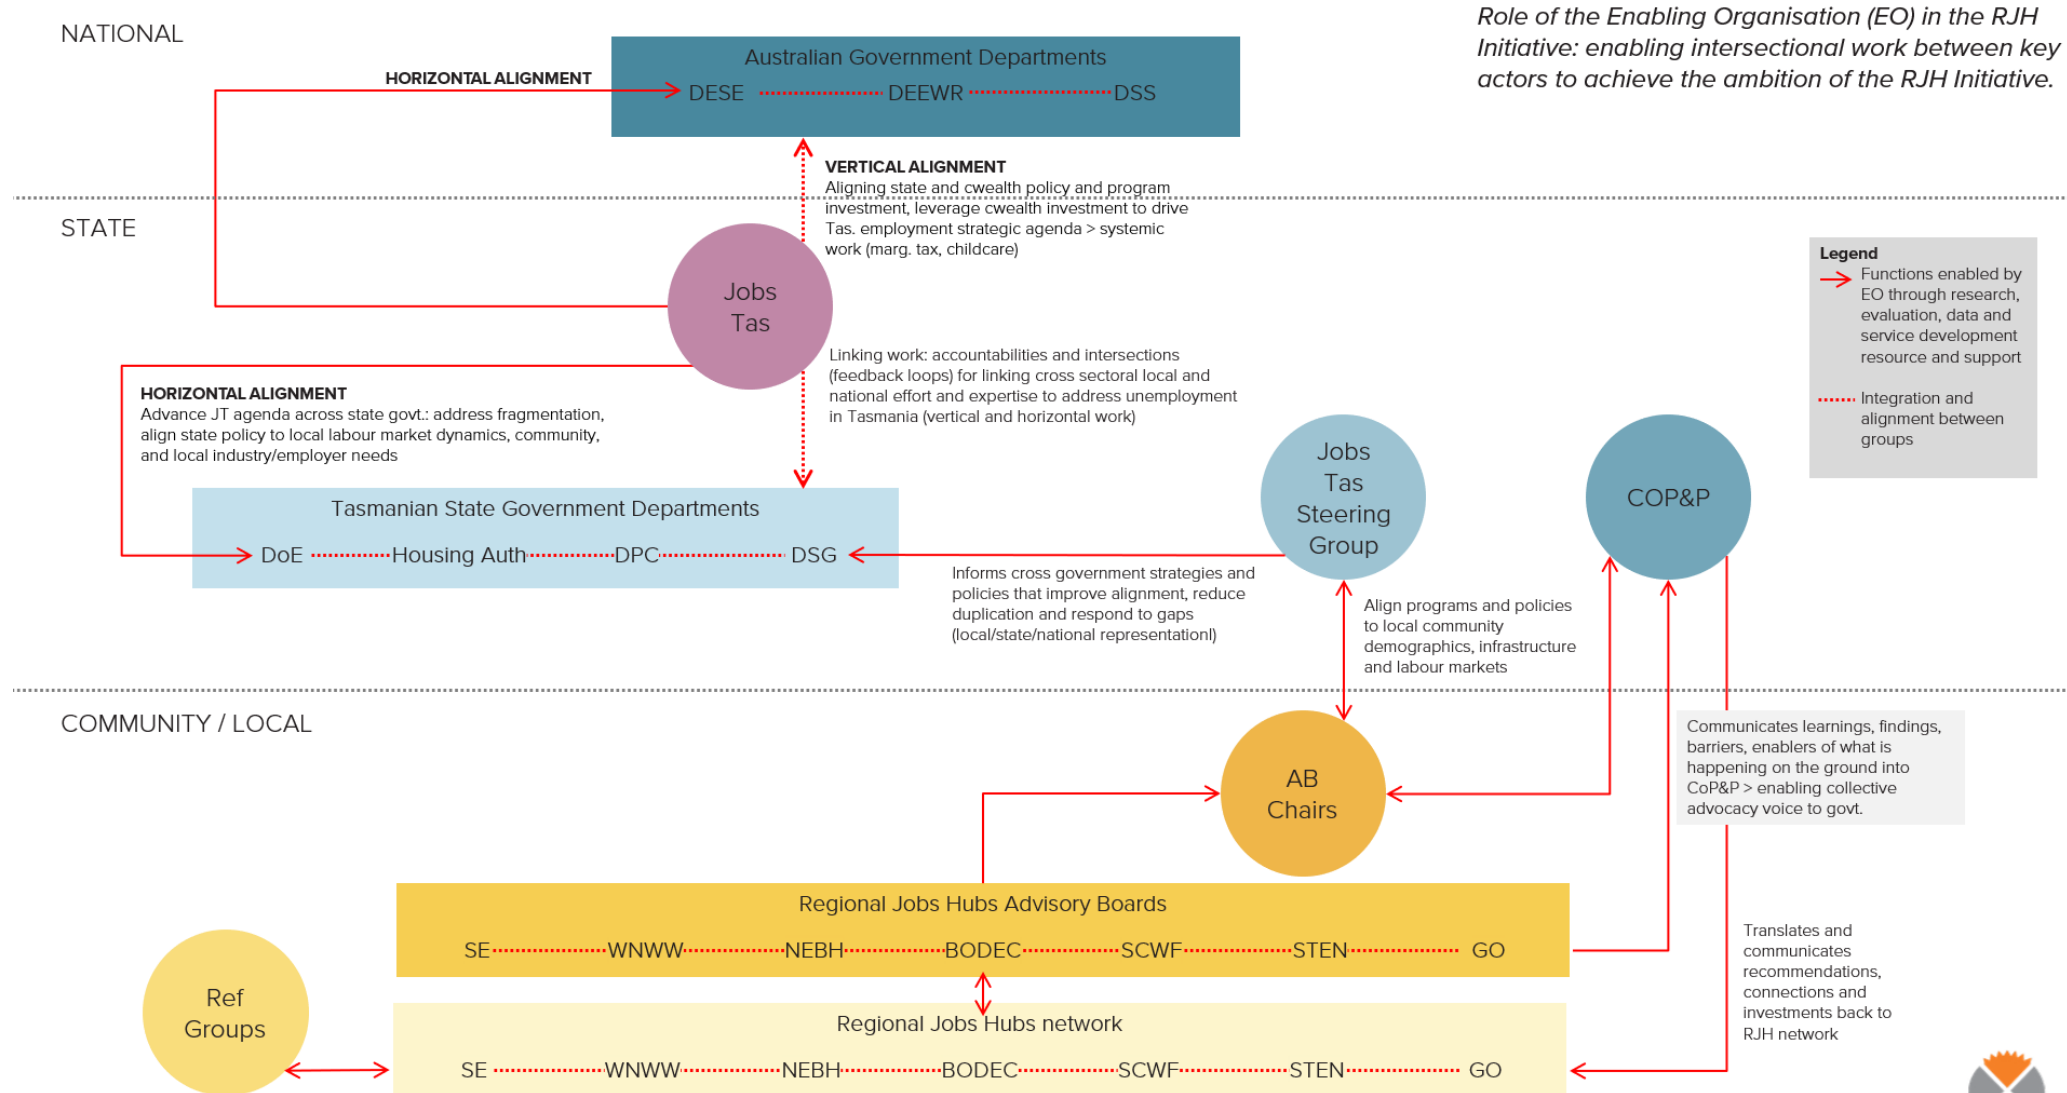 Role of the Enabling Organisation (EO) in the RJH
Initiative: enabling intersectional work between key
actors to achieve the ambition of the RJH Initiative.
NATIONAL
HORIZONTAL ALIGNMENT
Australian Government Departments
DESE DEEWR DSS
VERTICAL ALIGNMENT
Aligning state and cwealth policy and program
investment, leverage cwealth investment to drive
Tas. employment strategic agenda > systemic
work (marg. tax, childcare)
STATE
Jobs
Tas
Legend
Functions enabled by
EO through research,
evaluation, data and
service development
resource and support
Integration and
alignment between
groups
Linking work: accountabilities and intersections
(feedback loops) for linking cross sectoral local and
national effort and expertise to address unemployment
in Tasmania (vertical and horizontal work)
HORIZONTAL ALIGNMENT
Advance JT agenda across state govt.: address fragmentation,
align state policy to local labour market dynamics, community,
and local industry/employer needs
Jobs
Tas
Steering
Group
COP&P
Tasmanian State Government Departments
DoE Housing Auth DPC DSG
Informs cross government strategies and
policies that improve alignment, reduce
duplication and respond to gaps
(local/state/national representationl)
Align programs and policies
to local community
demographics, infrastructure
and labour markets
COMMUNITY / LOCAL
AB
Chairs
Communicates learnings, findings,
barriers, enablers of what is
happening on the ground into
CoP&P > enabling collective
advocacy voice to govt.
Regional Jobs Hubs Advisory Boards
SE WNWW NEBH BODEC SCWF STEN GO
Translates and
communicates
recommendations,
connections and
investments back to
RJH network
Ref
Groups
Regional Jobs Hubs network
SE WNWW NEBH BODEC SCWF STEN GO